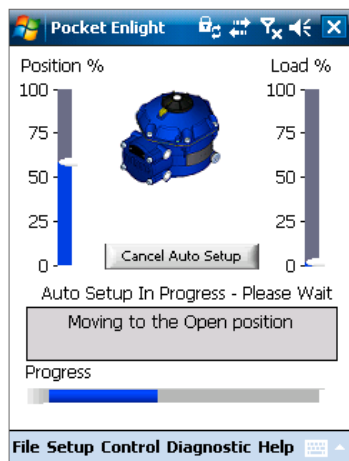 Pocket Enlight
Position % Load %
100 100
75 75
50 50
25 25
0 0
Cancel Auto Setup
Auto Setup In Progress - Please Wait
Moving to the Open position
Progress
File Setup Control Diagnostic Help